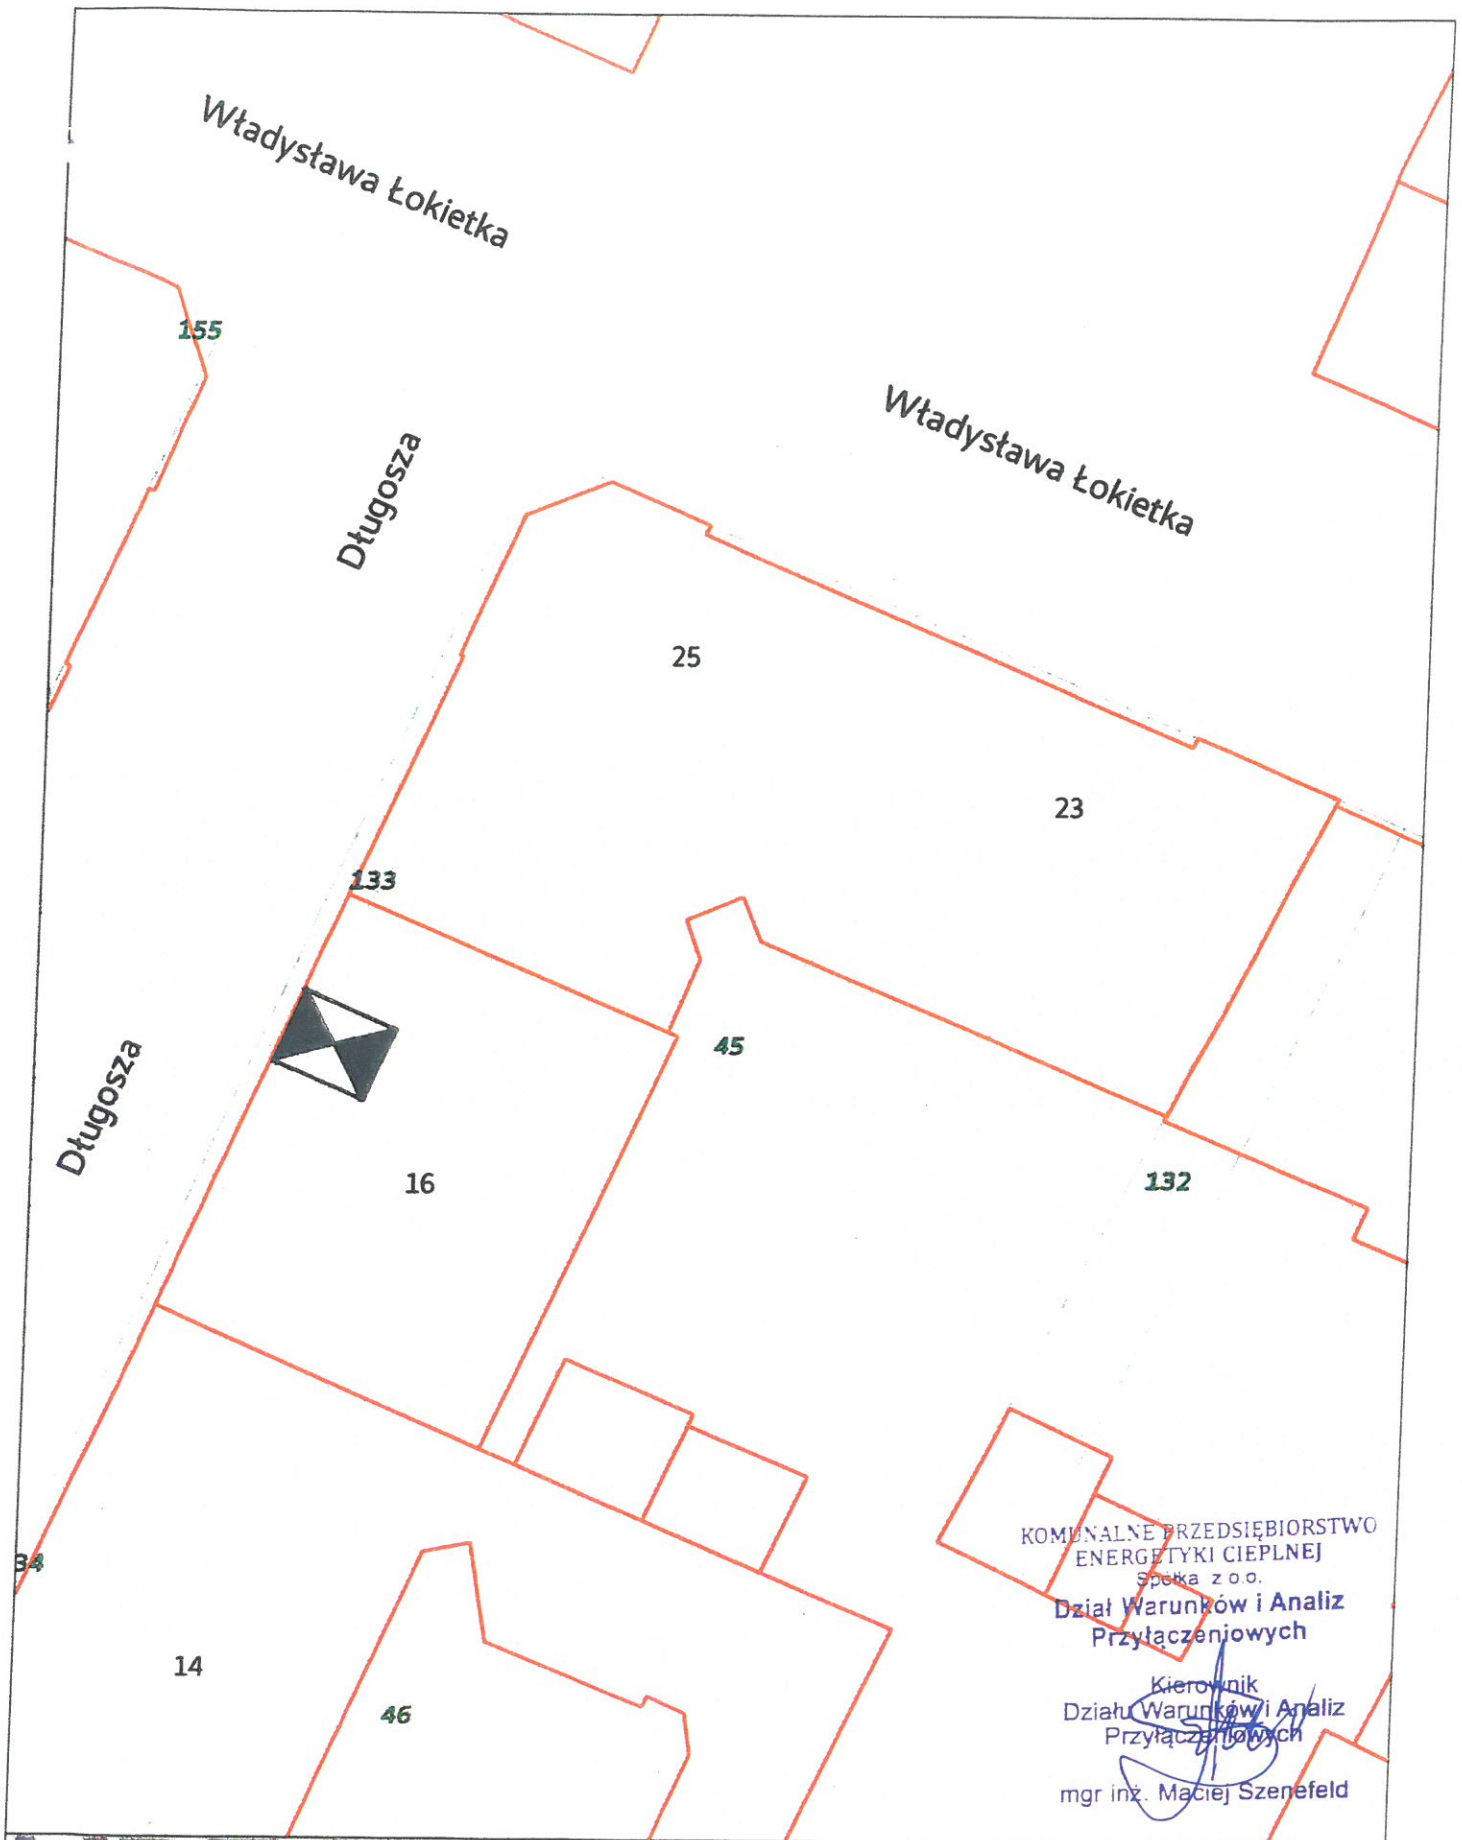 Władysława Łokietka
155
Władysława Łokietka
Długosza
25
23
133
45
Długosza
132
16
KOMUNALNE PRZEDSIĘBIORSTWO
ENERGETYKI CIEPLNEJ
Spółka z o.o.
Dział Warunków i Analiz
Przyłączeniowych
34
14
Kierownik
Działu Warunków i Analiz
Przyłączeniowych
46
mgr inż. Maciej Szenefeld